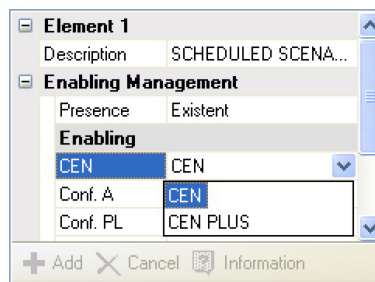 Element 1
Description SCHEDULED SCENA...
Enabling Management
Presence Existent
Enabling
CEN CEN
Conf. A CEN
Conf. PL CEN PLUS
Add Cancel Information